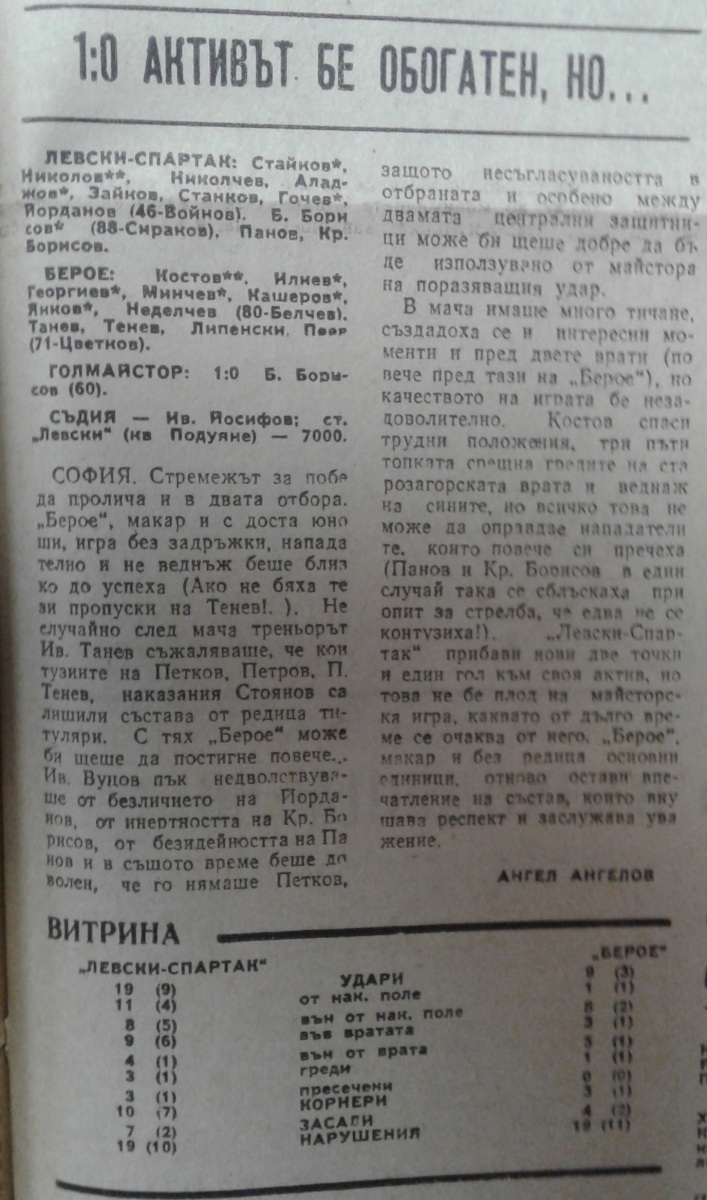 1:0 АКТИВЪТ БЕ ОБОГАТЕН, НО...
ЛЕВСКИ-СПАРТАК: Стайков*,
Николов**, Николчев, Алад-
жов*, Зайков, Станков, Гочев*,
Йорданов (46-Войнов), Б. Бори
сов* (88-Сираков), Панов, Кр.
Борисов.
БЕРОЕ: Костов**, Илиев*,
Георгиев*, Минчев*, Кашеров*,
Янков*, Неделчев (80-Белчев),
Танев, Тенев, Липенски, Пеев
(71-Цветков).
ГОЛМАЙСТОР: 1:0 Б. Бори-
сов (60).
СЪДИЯ — Ив. Йосифов; ст.
„Левски“ (кв Подуяне) — 7000.
СОФИЯ. Стремежът за побе
да пролича и в двата отбора.
„Берое“, макар и с доста юно
ши, игра без задръжки, напада
телно и не веднъж беше близ
ко до успеха (Ако не бяха те
зи пропуски на Тенев!. ). Не
случайно след мача треньорът
Ив. Танев съжаляваше, че кон
тузиите на Петков, Петров, П.
Тенев, наказания Стоянов са
лишили състава от редица ти-
туляри. С тях „Берое“ може
би щеше да постигне повече...
Ив. Вуцов пък недоволствува-
ше от безличието на Йорда-
нов, от инертността на Кр. Бо
рисов, от безидейността на Па
нов и в същото време беше до
волен, че го нямаше Петков,
защото несъгласуваността в
отбраната и особено между
двамата централни защитни-
ци може би щеше добре да бъ
де използувано от майстора
на поразяващия удар.
В мача имаше много тичане,
създадоха се и интересни мо-
менти и пред двете врати (по
вече пред тази на „Берое“), но
качеството на играта бе неза-
доволително. Костов спаси
трудни положения, три пъти
топката срещна гредите на ста
розагорската врата и веднаж
на сините, но всичко това не
може да оправдае нападатели
те, които повече си пречеха
(Панов и Кр. Борисов в един
случай така се сблъскаха при
опит за стрелба, че едва не се
контузиха!). „Левски-Спар-
так“ прибави нови две точки
и един гол към своя актив, но
това не бе плод на майсторс-
ка игра, каквато от дълго вре-
ме се очаква от него. „Берое“,
макар и без редица основни
единици, отново остави впе-
чатление на състав, който вну
шава респект и заслужава ува
жение.
АНГЕЛ АНГЕЛОВ
ВИТРИНА
„ЛЕВСКИ-СПАРТАК“ „БЕРОЕ“
19 (9) УДАРИ 9 (3)
11 (4) от нак. поле 1 (1)
8 (5) вън от нак. поле 8 (2)
9 (6) във вратата 3 (1)
4 (1) вън от врата 5 (1)
3 (1) греди 1 (1)
3 (1) пресечени 0 (0)
10 (7) КОРНЕРИ 3 (1)
7 (2) ЗАСАДИ 4 (2)
19 (10) НАРУШЕНИЯ 19 (11)